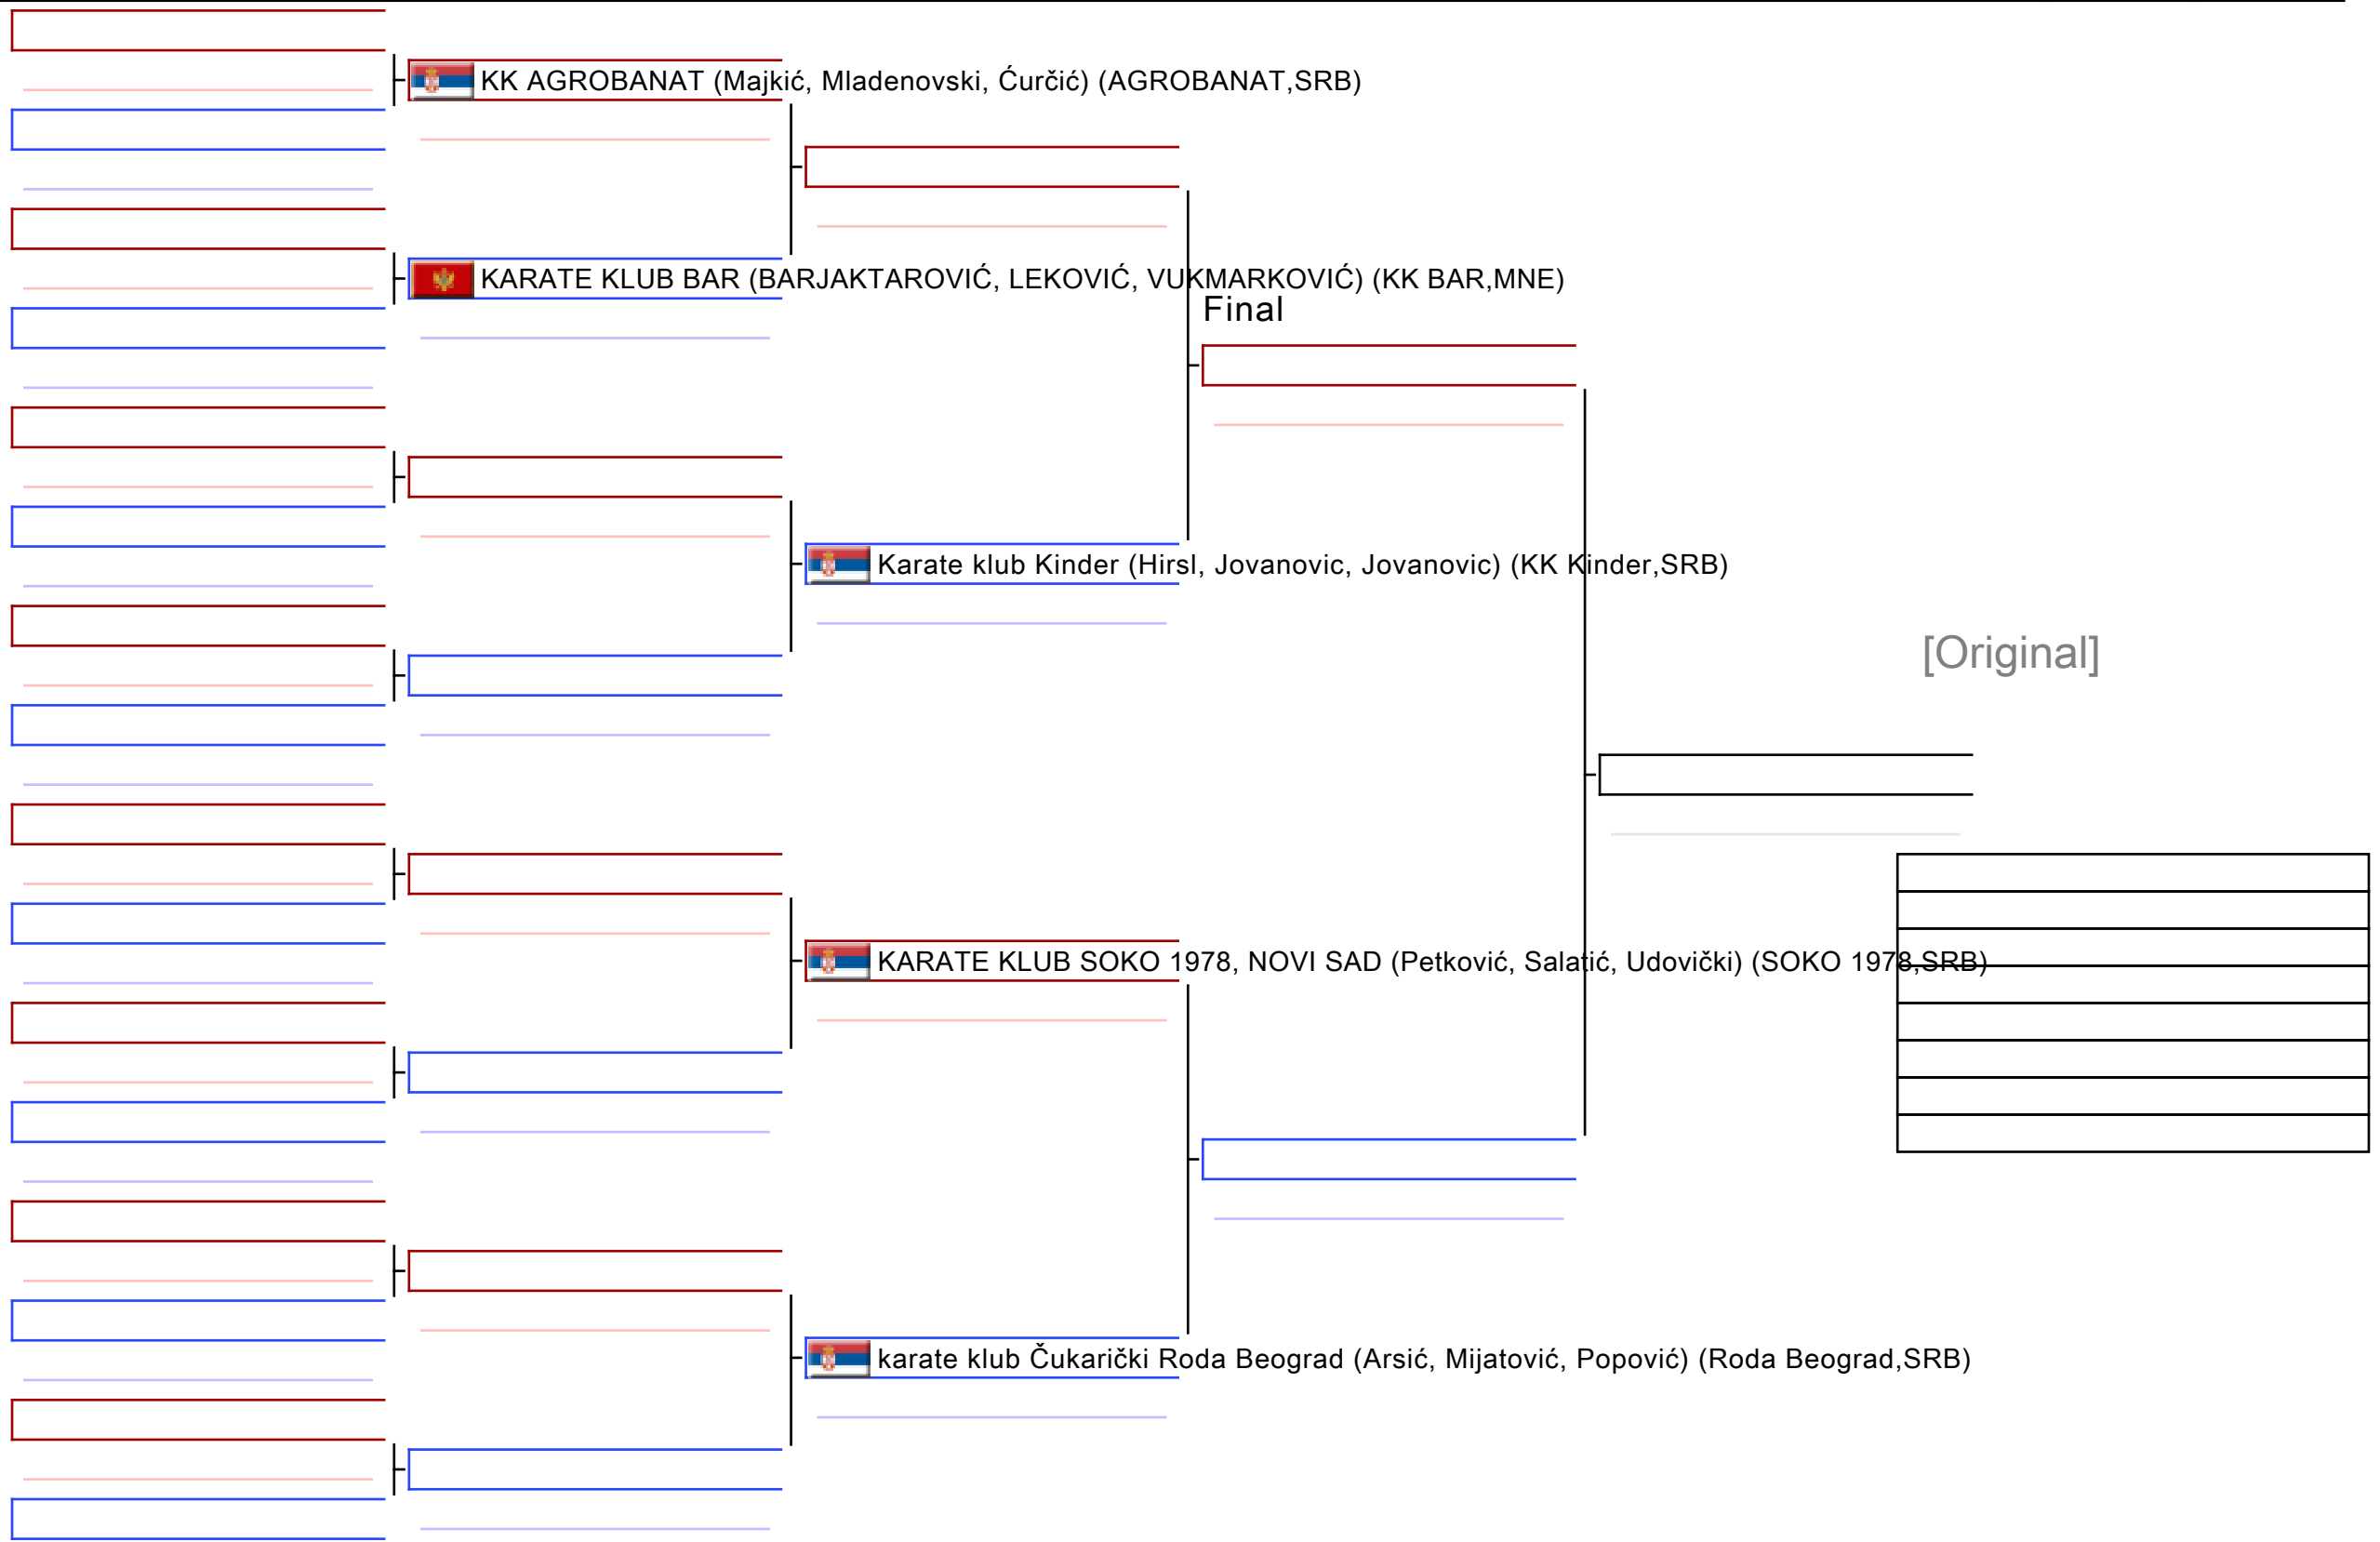 KK AGROBANAT (Majkić, Mladenovski, Ćurčić) (AGROBANAT,SRB)
KARATE KLUB BAR (BARJAKTAROVIĆ, LEKOVIĆ, VUKMARKOVIĆ) (KK BAR,MNE)
Final
Karate klub Kinder (Hirsl, Jovanovic, Jovanovic) (KK Kinder,SRB)
[Original]
KARATE KLUB SOKO 1978, NOVI SAD (Petković, Salatić, Udovički) (SOKO 1978,SRB)
karate klub Čukarički Roda Beograd (Arsić, Mijatović, Popović) (Roda Beograd,SRB)